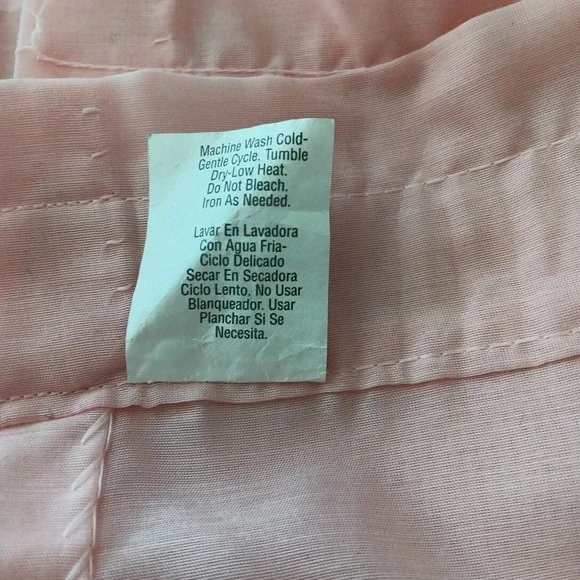 Machine Wash Cold-
Gentle Cycle. Tumble
Dry-Low Heat.
Do Not Bleach.
Iron As Needed.
Lavar En Lavadora
Con Agua Fria-
Ciclo Delicado
Secar En Secadora
Ciclo Lento. No Usar
Blanqueador. Usar
Planchar Si Se
Necesita.